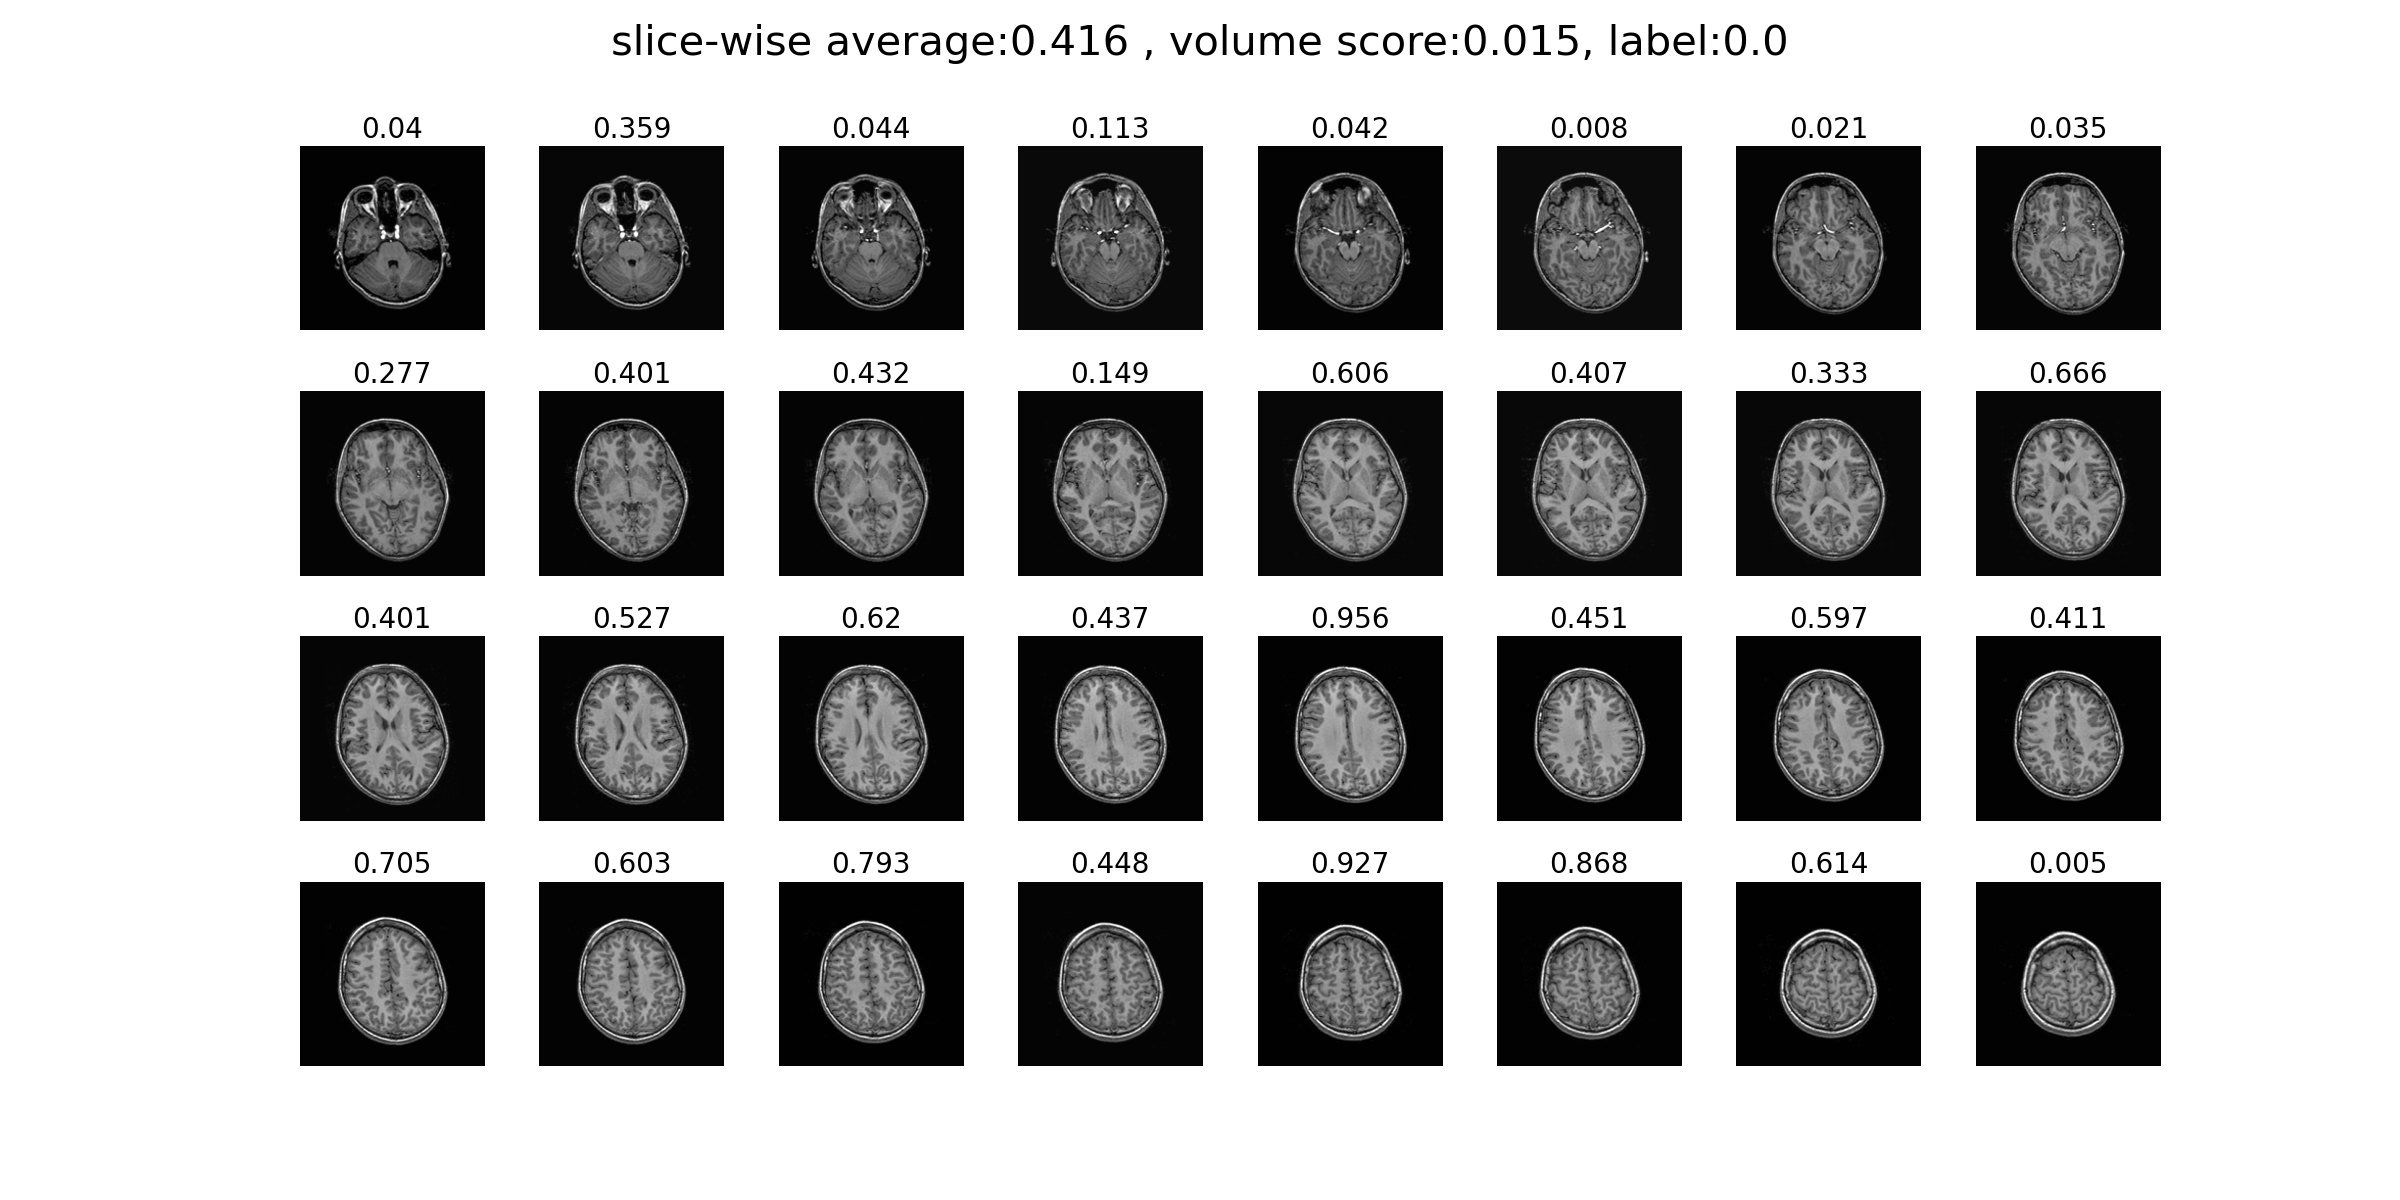 slice-wise average:0.416 , volume score:0.015, label:0.0
0.04 0.359 0.044 0.113 0.042 0.008 0.021 0.035
0.277 0.401 0.432 0.149 0.606 0.407 0.333 0.666
0.401 0.527 0.62 0.437 0.956 0.451 0.597 0.411
0.705 0.603 0.793 0.448 0.927 0.868 0.614 0.005